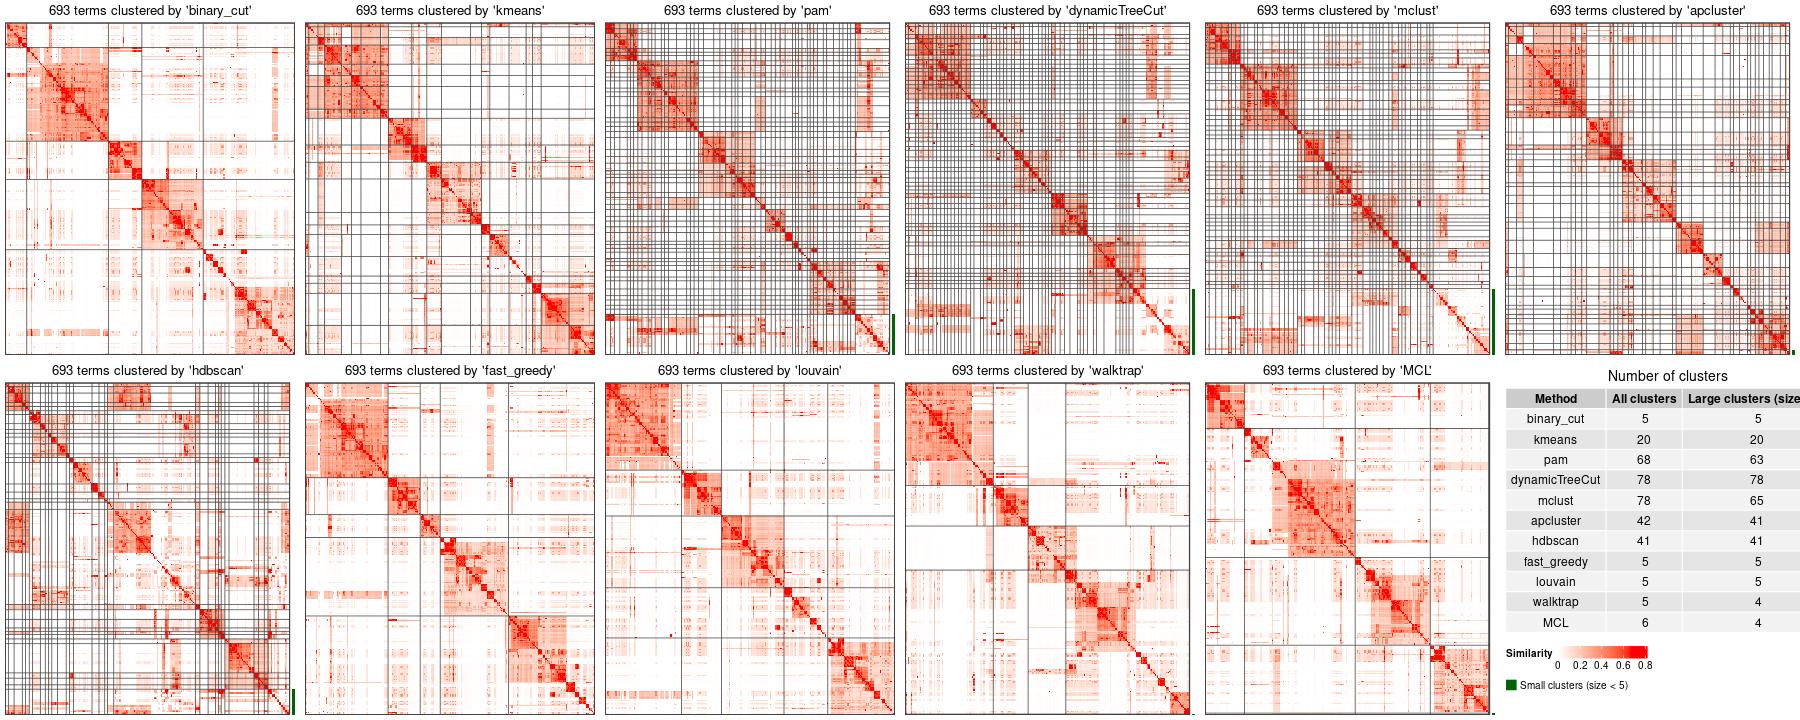 693 terms clustered by 'binary_cut'
693 terms clustered by 'kmeans'
693 terms clustered by 'pam'
693 terms clustered by 'dynamicTreeCut'
693 terms clustered by 'mclust'
693 terms clustered by 'apcluster'
693 terms clustered by 'hdbscan'
693 terms clustered by 'fast_greedy'
693 terms clustered by 'louvain'
693 terms clustered by 'walktrap'
693 terms clustered by 'MCL'
Number of clusters
Method All clusters Large clusters (size
binary_cut 5 5
kmeans 20 20
pam 68 63
dynamicTreeCut 78 78
mclust 78 65
apcluster 42 41
hdbscan 41 41
fast_greedy 5 5
louvain 5 5
walktrap 5 4
MCL 6 4
Similarity
0 0.2 0.4 0.6 0.8
Small clusters (size < 5)